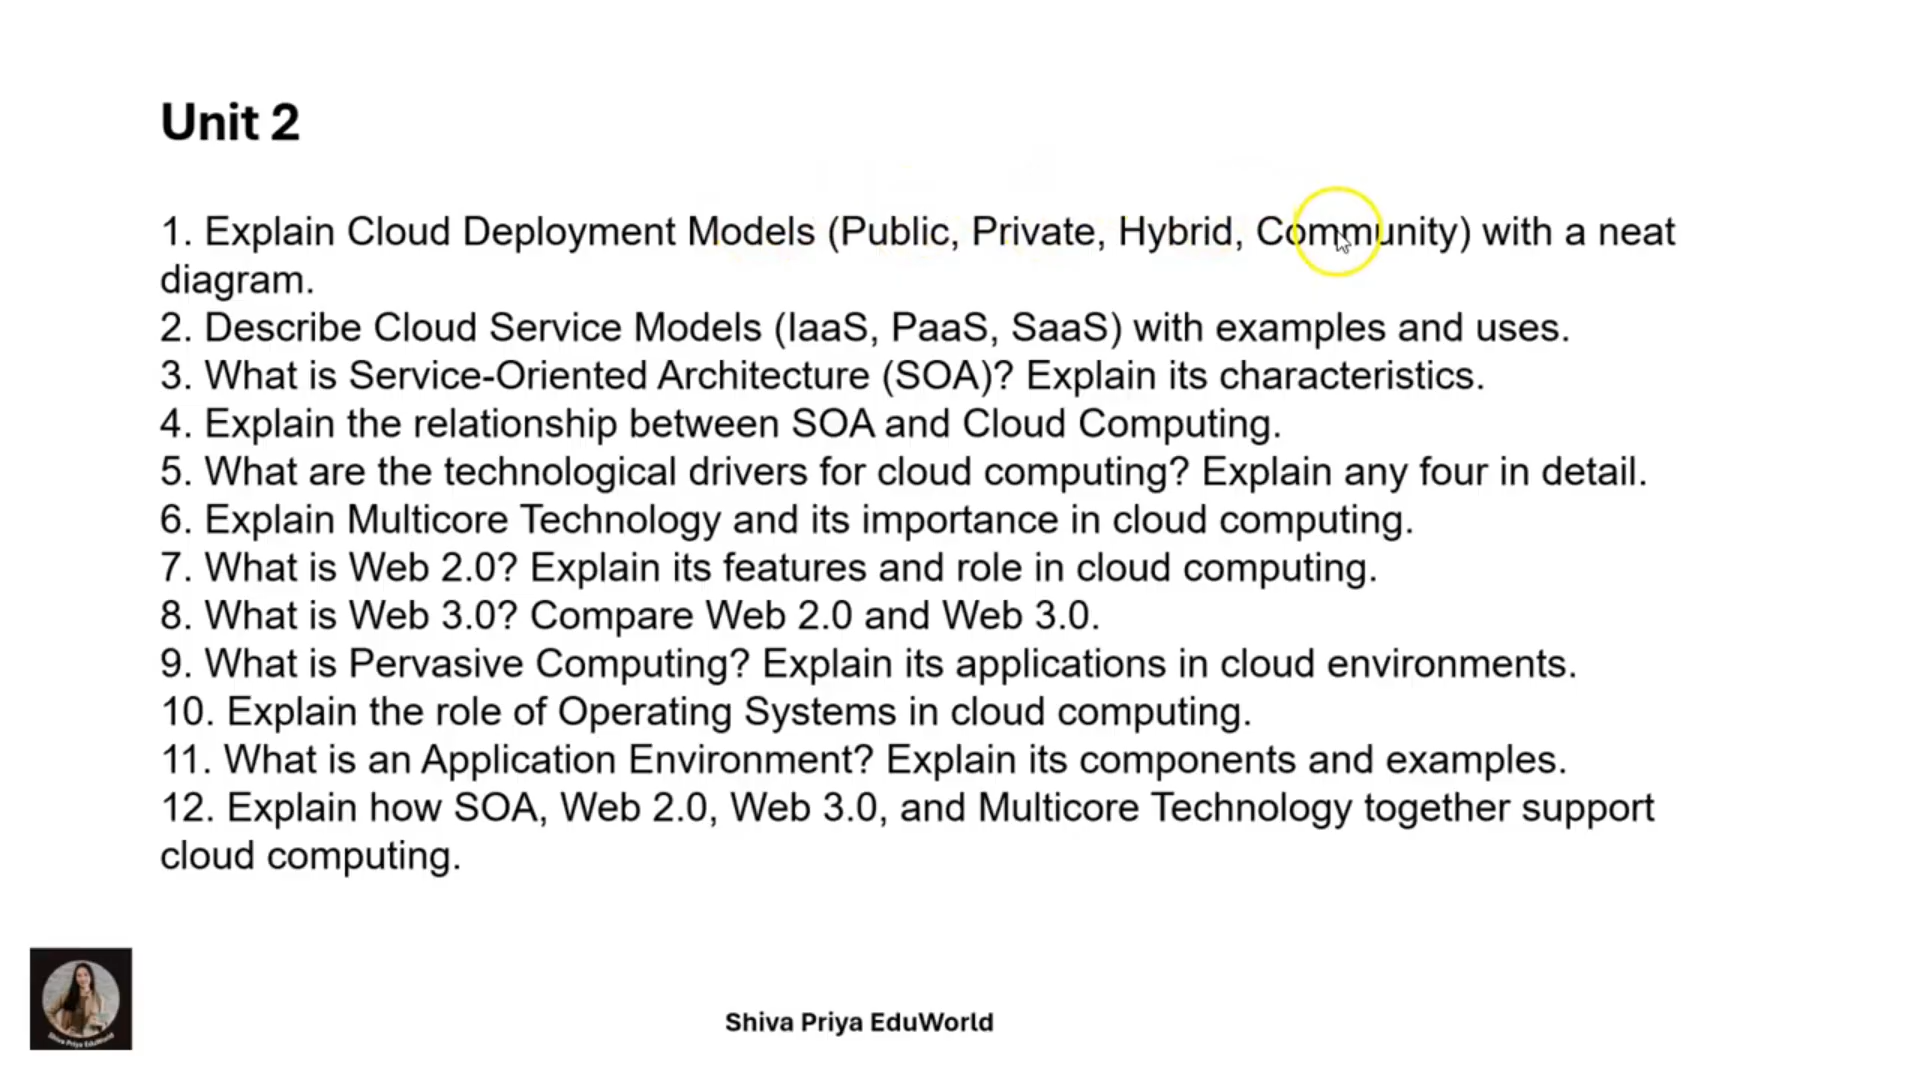 Unit 2
1. Explain Cloud Deployment Models (Public, Private, Hybrid, Community) with a neat
diagram.
2. Describe Cloud Service Models (IaaS, PaaS, SaaS) with examples and uses.
3. What is Service-Oriented Architecture (SOA)? Explain its characteristics.
4. Explain the relationship between SOA and Cloud Computing.
5. What are the technological drivers for cloud computing? Explain any four in detail.
6. Explain Multicore Technology and its importance in cloud computing.
7. What is Web 2.0? Explain its features and role in cloud computing.
8. What is Web 3.0? Compare Web 2.0 and Web 3.0.
9. What is Pervasive Computing? Explain its applications in cloud environments.
10. Explain the role of Operating Systems in cloud computing.
11. What is an Application Environment? Explain its components and examples.
12. Explain how SOA, Web 2.0, Web 3.0, and Multicore Technology together support
cloud computing.
Shiva Priya EduWorld
Shiva Priya EduWorld